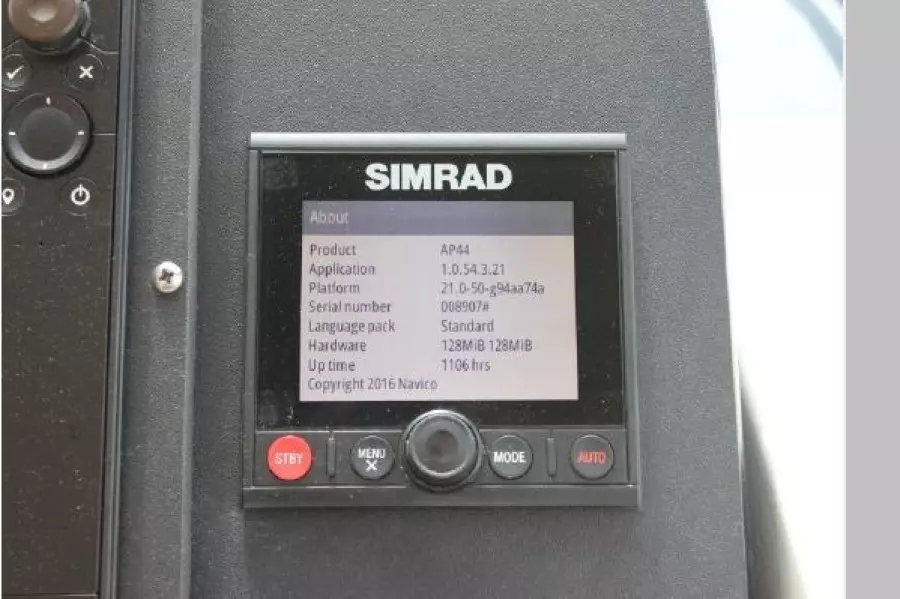 SIMRAD
About
Product AP44
Application 1.0.54.3.21
Platform 21.0-50-g94aa74a
Serial number 008907#
Language pack Standard
Hardware 128MiB 128MiB
Up time 1106 hrs
Copyright 2016 Navico
STBY MENU MODE AUTO